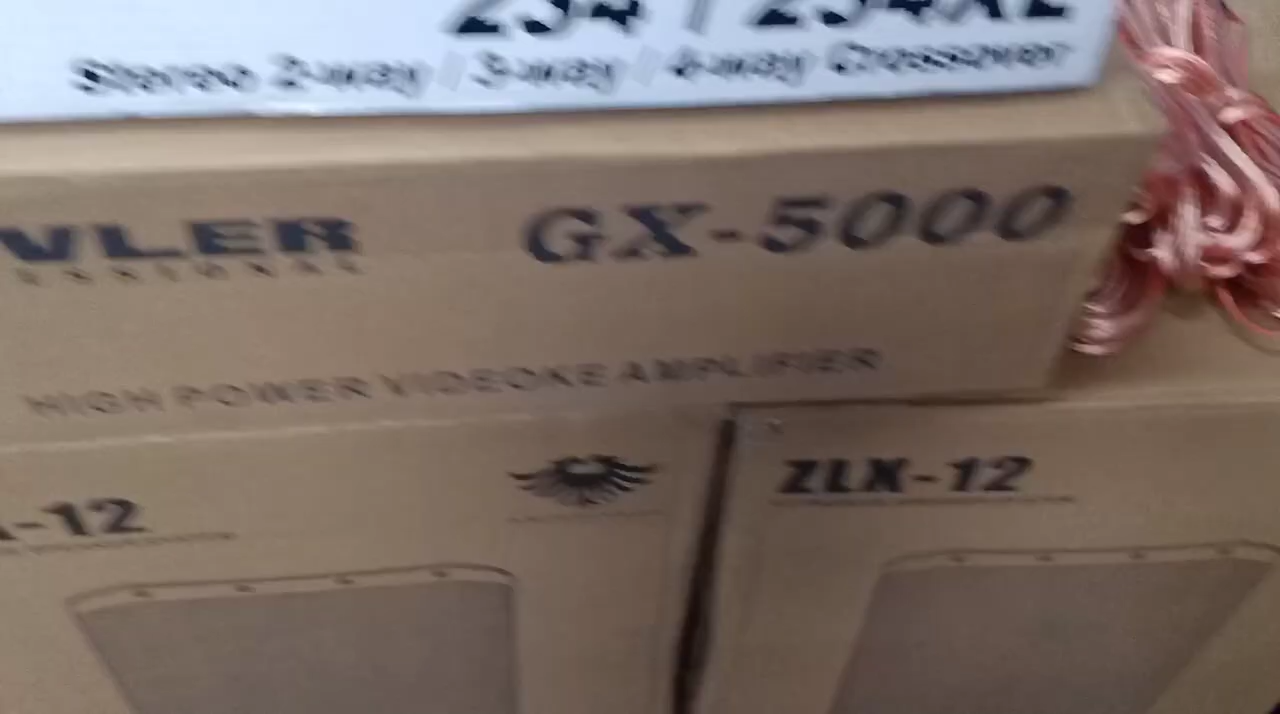 234 / 234XL
Stereo 2-way / 3-way / 4-way Crossover
VLER
GX-5000
HIGH POWER VIDEOKE AMPLIFIER
-12
ZLX-12